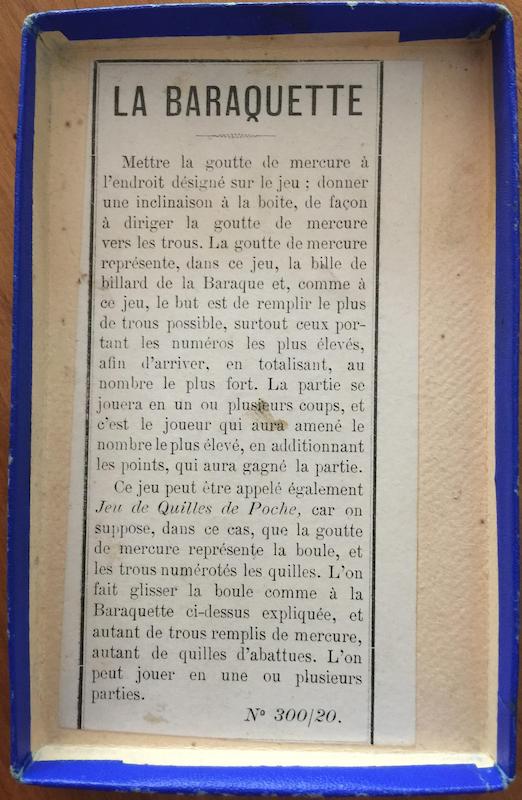 LA BARAQUETTE
Mettre la goutte de mercure à
l'endroit désigné sur le jeu ; donner
une inclinaison à la boite, de façon
à diriger la goutte de mercure
vers les trous. La goutte de mercure
représente, dans ce jeu, la bille de
billard de la Baraque et, comme à
ce jeu, le but est de remplir le plus
de trous possible, surtout ceux por-
tant les numéros les plus élevés,
afin d'arriver, en totalisant, au
nombre le plus fort. La partie se
jouera en un ou plusieurs coups, et
c'est le joueur qui aura amené le
nombre le plus élevé, en additionnant
les points, qui aura gagné la partie.
Ce jeu peut être appelé également
Jeu de Quilles de Poche, car on
suppose, dans ce cas, que la goutte
de mercure représente la boule, et
les trous numérotés les quilles. L'on
fait glisser la boule comme à la
Baraquette ci-dessus expliquée, et
autant de trous remplis de mercure,
autant de quilles d'abattues. L'on
peut jouer en une ou plusieurs
parties.
Nº 300/20.